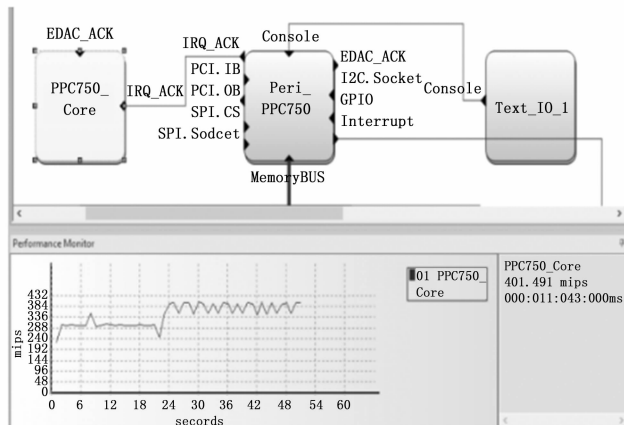 EDAC_ACK
PPC750_
Core
IRQ_ACK
IRQ_ACK
PCI.IB
PCI.OB
SPI.CS
SPI.Sodcet
Console
Peri_
PPC750
MemoryBUS
EDAC_ACK
I2C.Socket
GPIO
Interrupt
Console
Text_IO_1
Performance Monitor
mips
432
384
336
288
240
192
144
96
48
0
0 6 12 18 24 30 36 42 48 54 60
secords
01 PPC750_
Core
PPC750_Core
401.491 mips
000:011:043:000ms